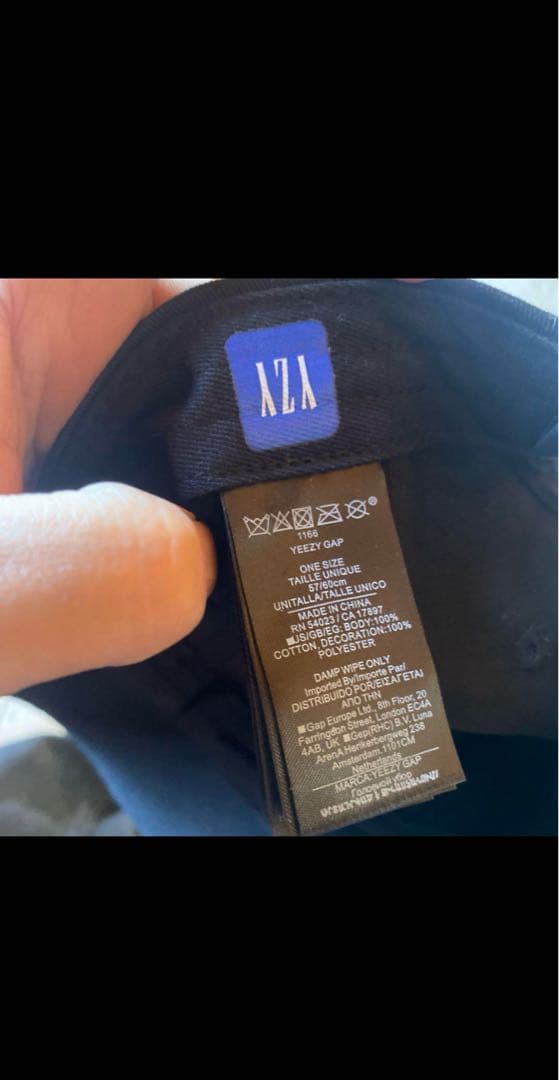 YZY
1166
YEEZY GAP
ONE SIZE
TAILLE UNIQUE
57/60cm
UNITALLA/TALLE UNICO
MADE IN CHINA
RN 54023 / CA 17897
US/GB/EG: BODY:100%
COTTON, DECORATION:100%
POLYESTER
DAMP WIPE ONLY
Imported By/Importe Par/
DISTRIBUIDO POR/ΕΙΣΑΓΕΤΑΙ
ΑΠΟ ΤΗΝ
Gap Europe Ltd., 8th Floor, 20
Farringdon Street, London EC4A
4AB, UK Gap(RHC) B.V. Luna
ArenA.Herikerbergweg 238
Amsterdam.1101CM
Netherlands
MARCA:YEEZY GAP
Головной убор